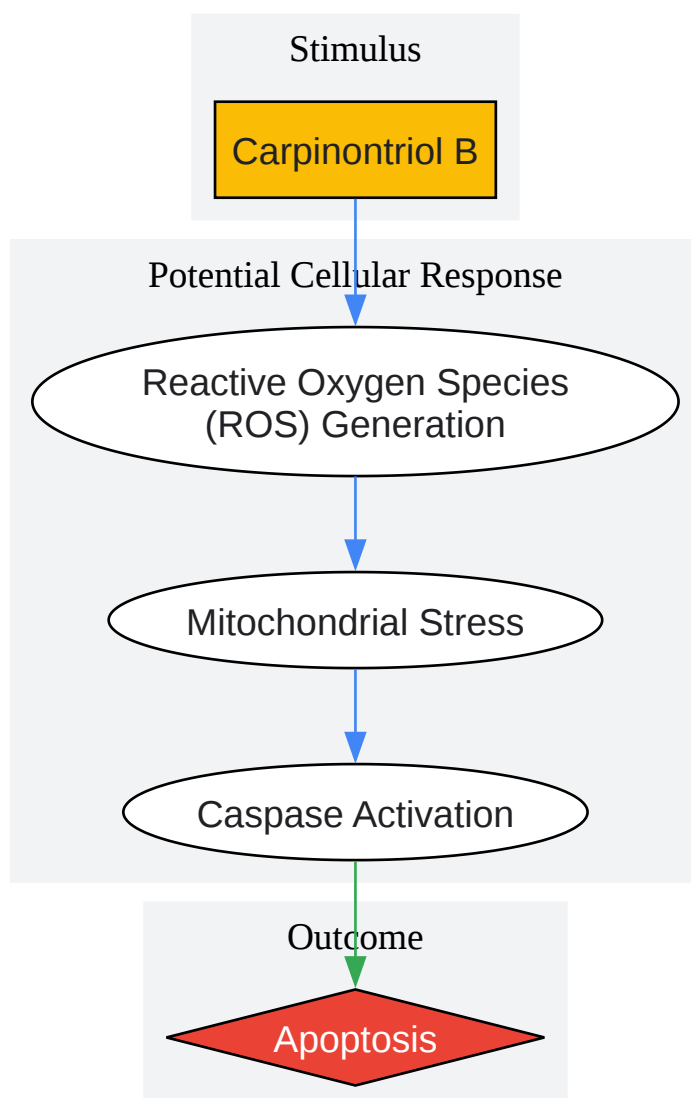 Stimulus
Carpinontriol B
Potential Cellular Response
Reactive Oxygen Species
(ROS) Generation
Mitochondrial Stress
Caspase Activation
Outcome
Apoptosis